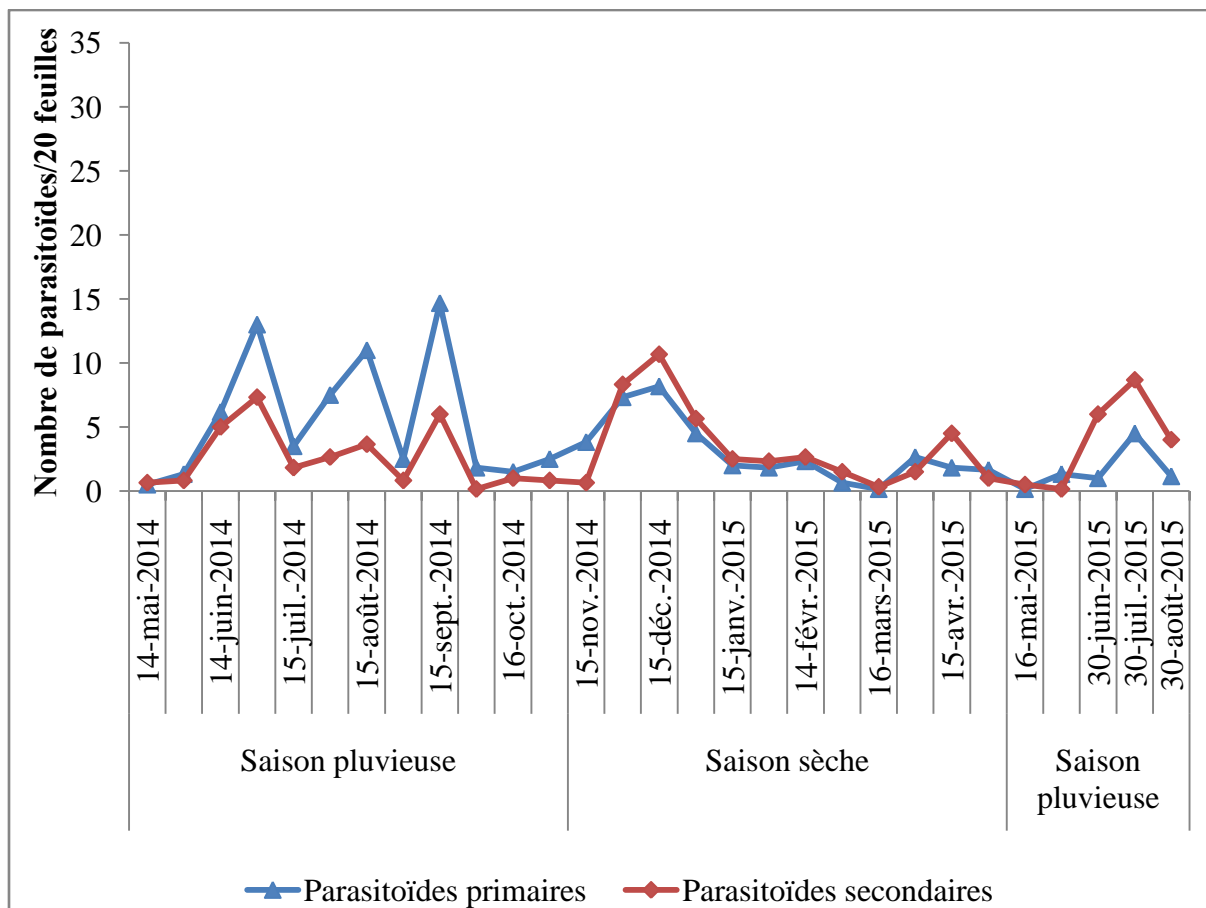 Nombre de parasitoïdes/20 feuilles
35
30
25
20
15
10
5
0
14-mai-2014
14-juin-2014
15-juil.-2014
15-août-2014
15-sept.-2014
16-oct.-2014
15-nov.-2014
15-déc.-2014
15-janv.-2015
14-févr.-2015
16-mars-2015
15-avr.-2015
16-mai-2015
30-juin-2015
30-juil.-2015
30-août-2015
Saison pluvieuse
Saison sèche
Saison
pluvieuse
Parasitoïdes primaires
Parasitoïdes secondaires